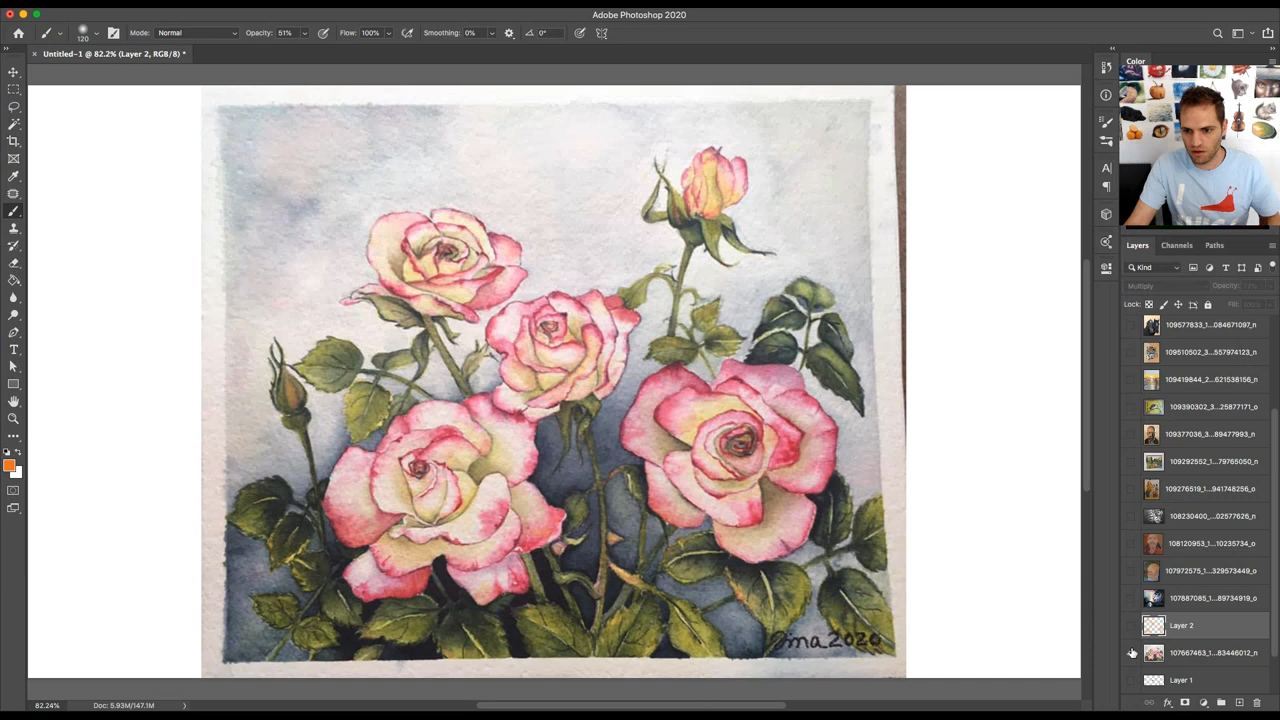 Adobe Photoshop 2020
120
Mode: Normal
Opacity: 51%
Flow: 100%
Smoothing: 0%
0°
Untitled-1 @ 82.2% (Layer 2, RGB/8) *
Color
Layers
Channels
Paths
Kind
Multiply
Opacity:
Lock:
Fill:
109577833_1...084671097_n
109510502_3...557974123_n
109419844_2...621538156_n
109390302_3...25877171_o
109377036_3...89477993_n
109292552_1...79765050_n
109276519_1...941748256_o
108230400_...02577626_n
108120953_1...10235734_o
107972575_1...329573449_o
107887085_1...89734919_o
Layer 2
107667463_1...83446012_n
Layer 1
2020
82.24%
Doc: 5.93M/147.1M